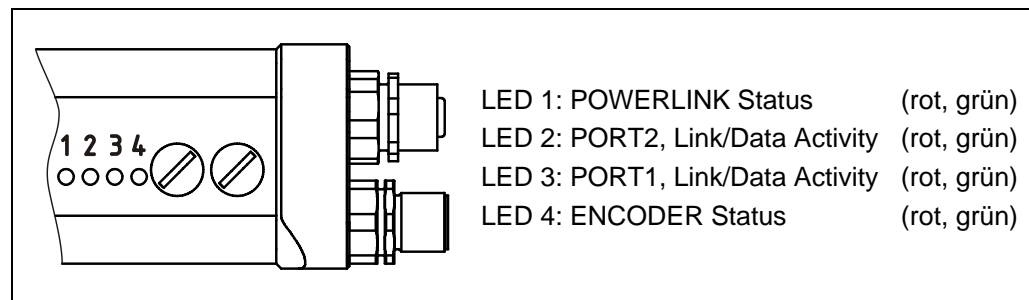 1 2 3 4
LED 1: POWERLINK Status (rot, grün)
LED 2: PORT2, Link/Data Activity (rot, grün)
LED 3: PORT1, Link/Data Activity (rot, grün)
LED 4: ENCODER Status (rot, grün)